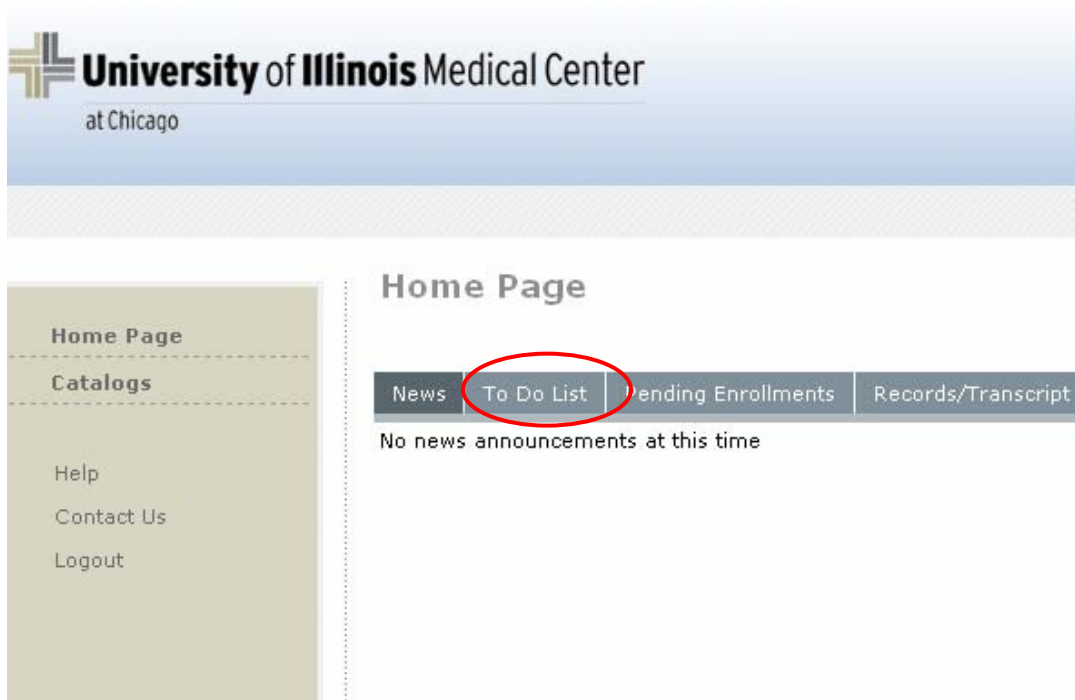 University of Illinois Medical Center
at Chicago
Home Page
Home Page
Catalogs
News To Do List Pending Enrollments Records/Transcript
No news announcements at this time
Help
Contact Us
Logout